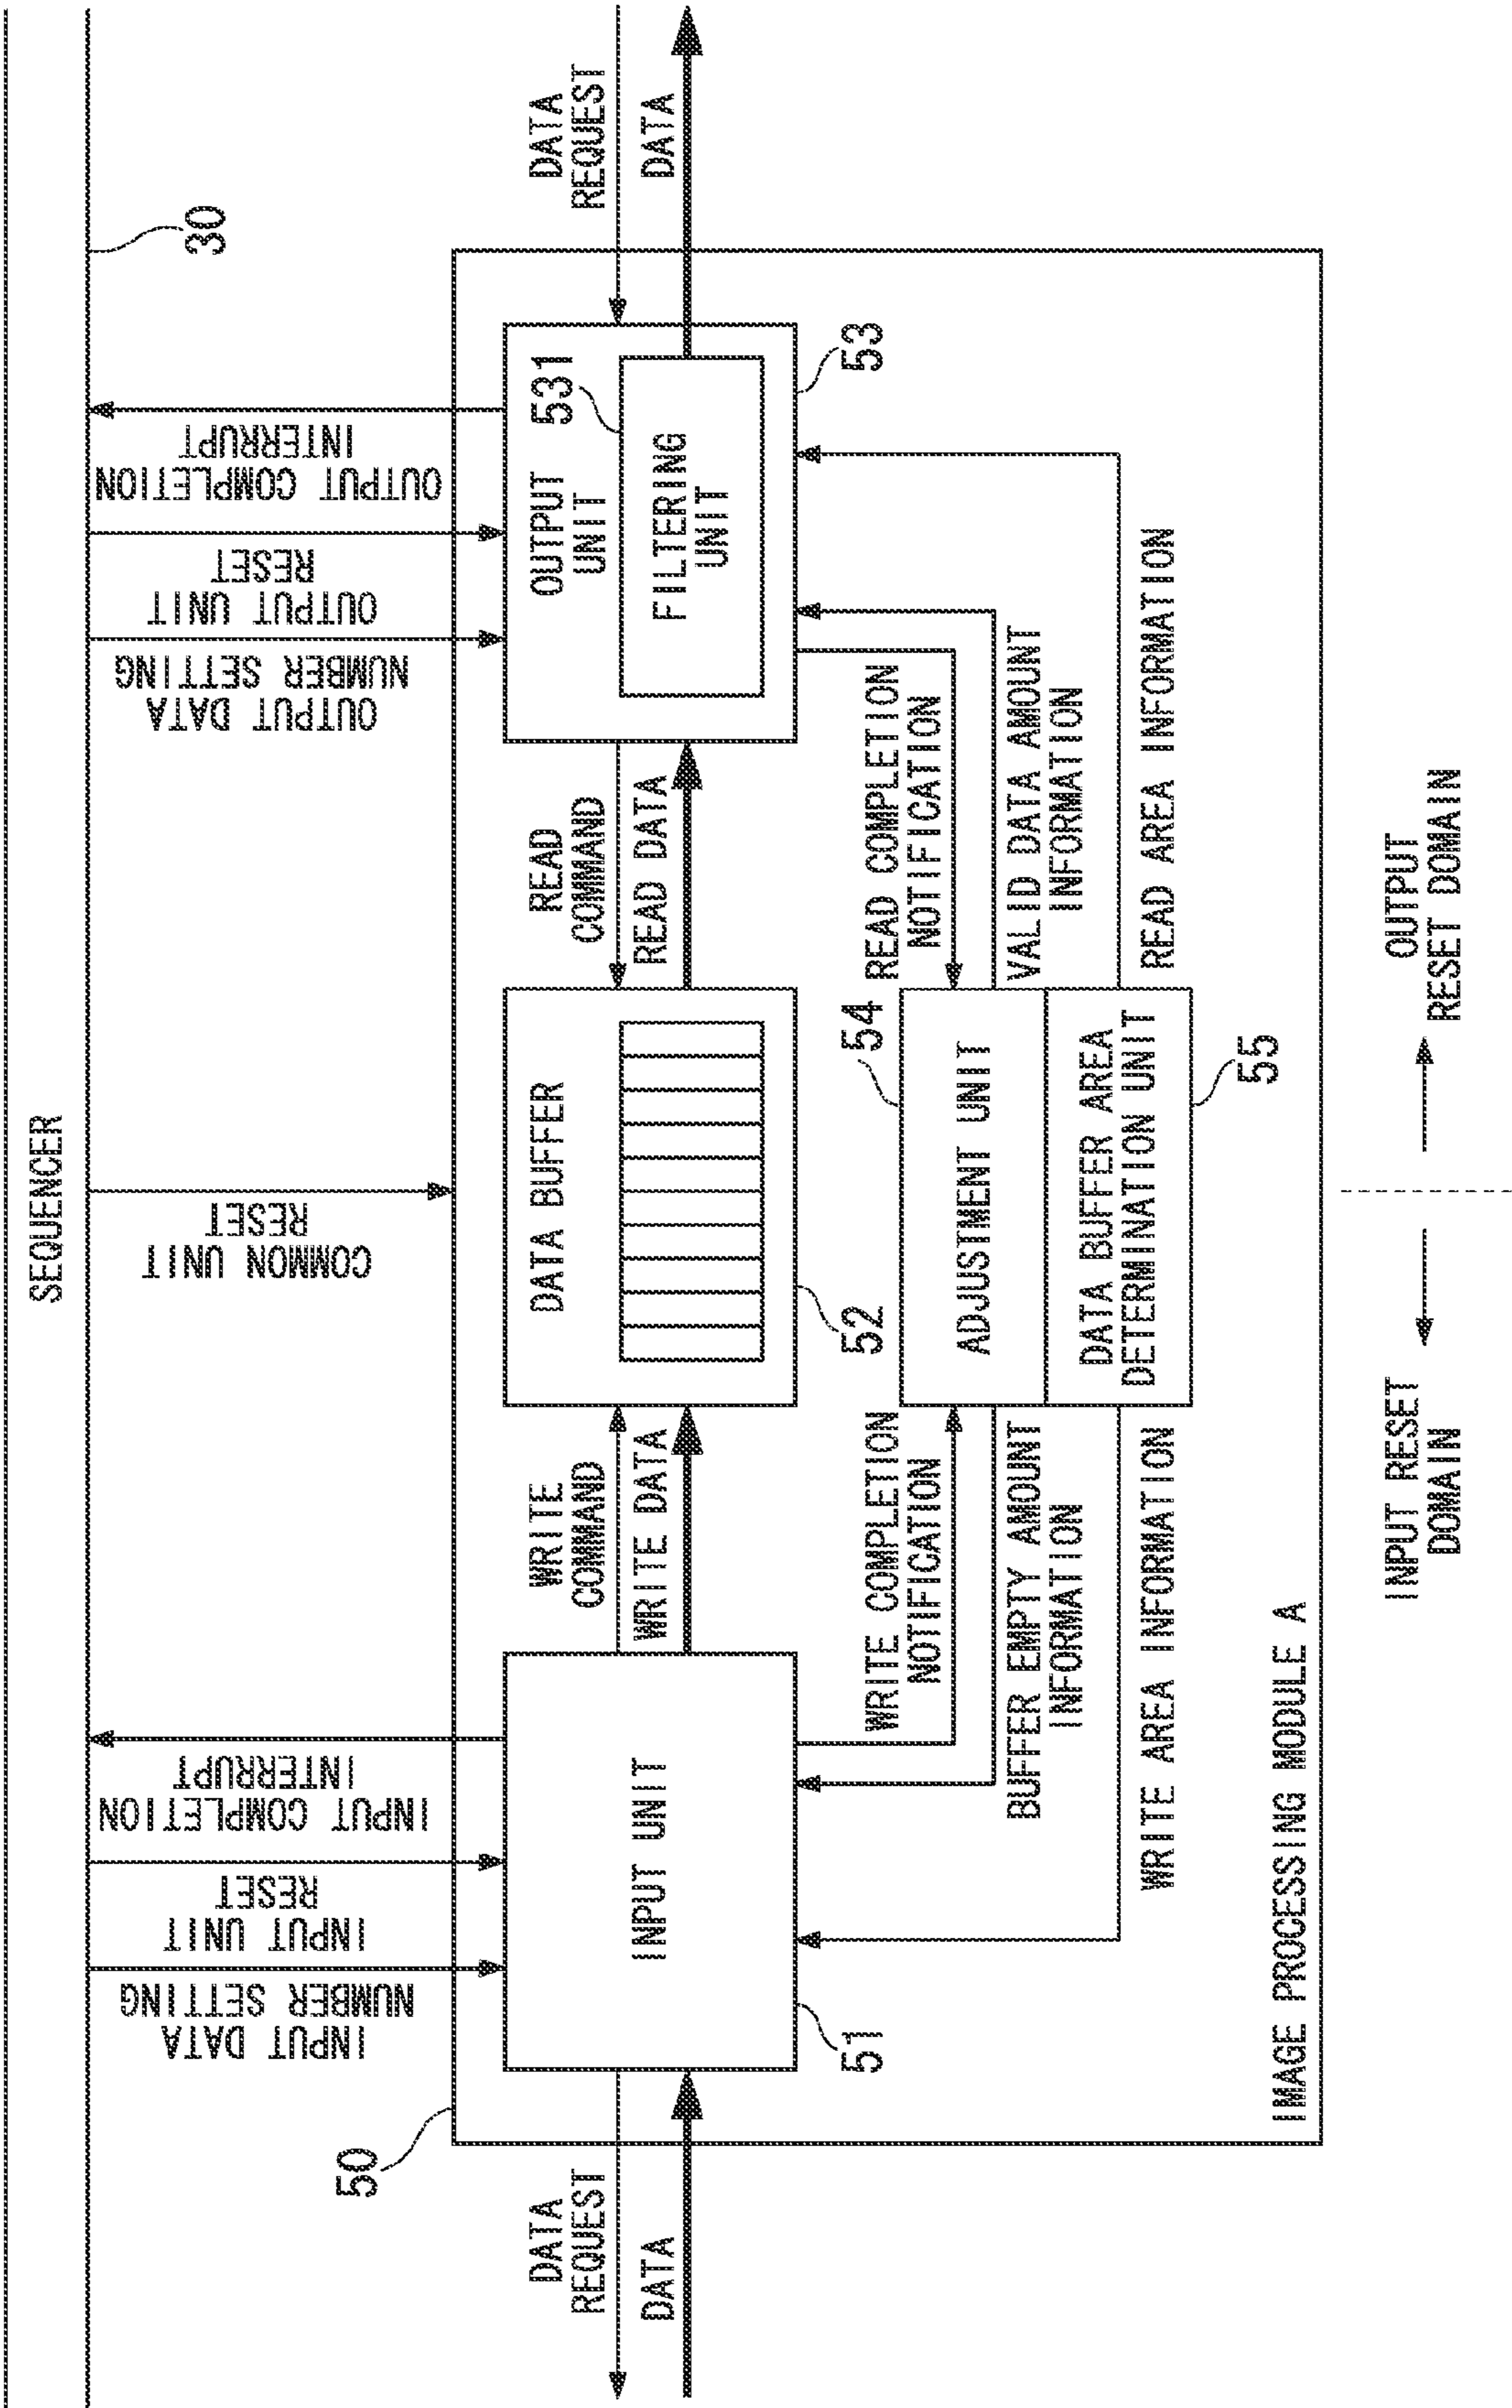 SEQUENCER
30
INPUT DATA
NUMBER SETTING
INPUT UNIT
RESET
INPUT COMPLETION
INTERRUPT
COMMON UNIT
RESET
OUTPUT DATA
NUMBER SETTING
OUTPUT UNIT
RESET
OUTPUT COMPLETION
INTERRUPT
50
DATA
REQUEST
DATA
INPUT UNIT
51
WRITE
COMMAND
WRITE DATA
DATA BUFFER
52
READ
COMMAND
READ DATA
OUTPUT
UNIT
531
FILTERING
UNIT
53
DATA
REQUEST
DATA
WRITE COMPLETION
NOTIFICATION
BUFFER EMPTY AMOUNT
INFORMATION
WRITE AREA INFORMATION
54
ADJUSTMENT UNIT
DATA BUFFER AREA
DETERMINATION UNIT
55
READ COMPLETION
NOTIFICATION
VALID DATA AMOUNT
INFORMATION
READ AREA INFORMATION
IMAGE PROCESSING MODULE A
INPUT RESET
DOMAIN
OUTPUT
RESET DOMAIN